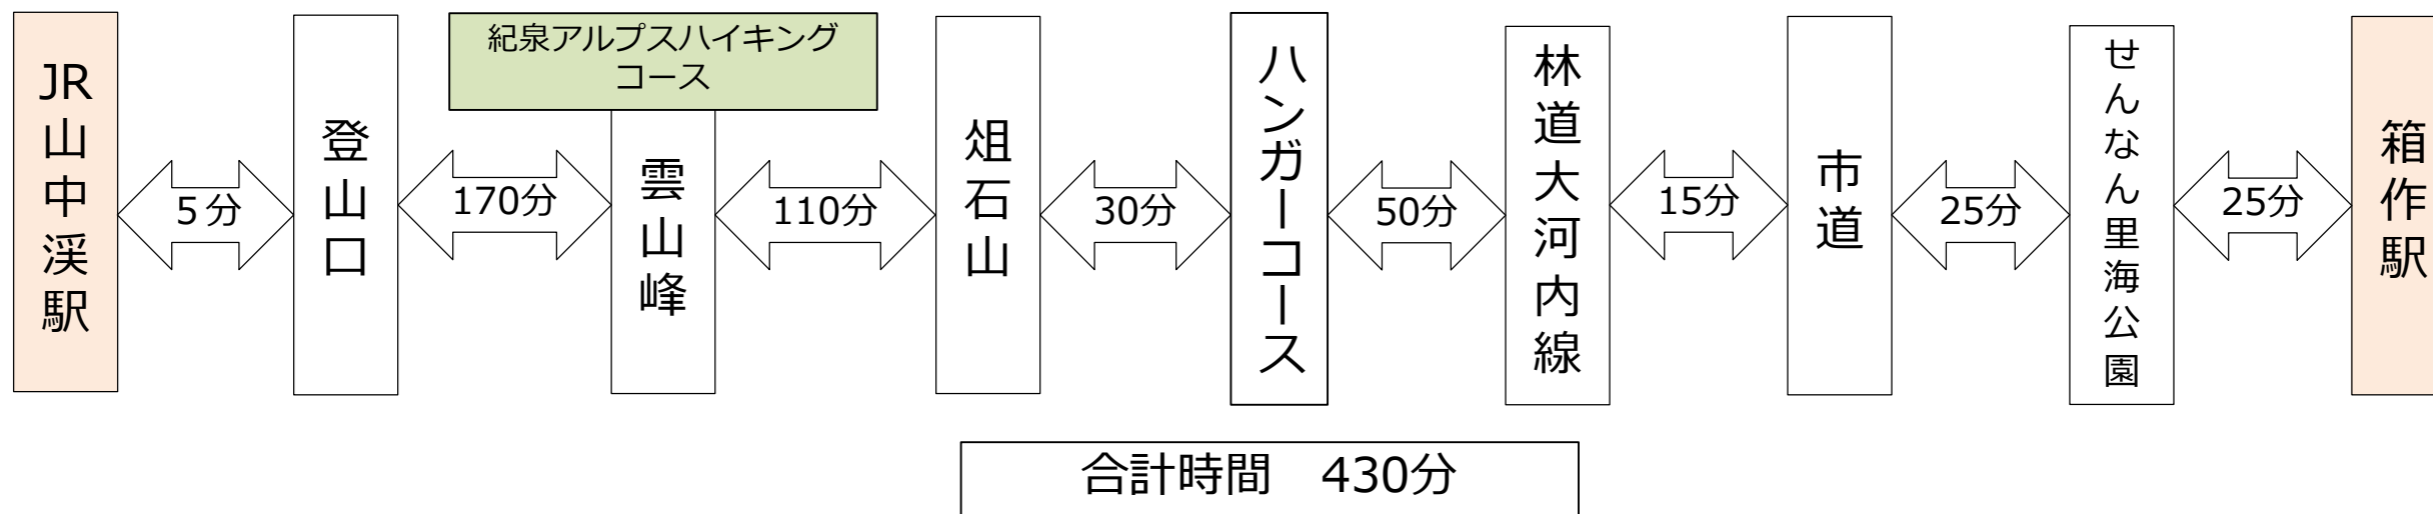 JR山中渓駅
5分
登山口
170分
紀泉アルプスハイキング
コース
雲山峰
110分
俎石山
30分
ハンガーコース
50分
林道大河内線
15分
市道
25分
せんなん里海公園
25分
箱作駅
合計時間　430分